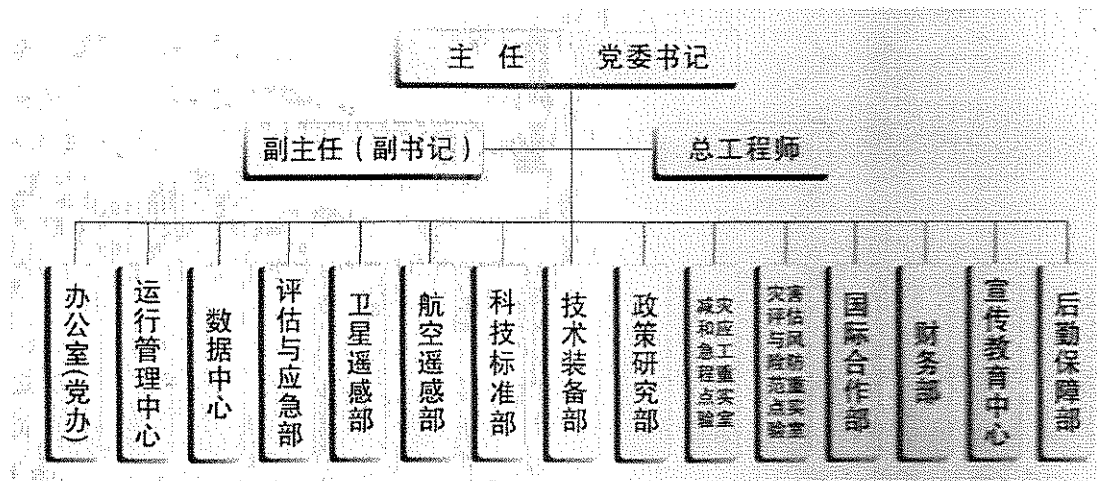 主 任 党委书记
副主任(副书记)
总工程师
办公室(党办)
运行管理中心
数据中心
评估与应急部
卫星遥感部
航空遥感部
科技标准部
技术装备部
政策研究部
减灾和应急工程重点实验室
灾害评估与风险防范重点实验室
国际合作部
财务部
宣传教育中心
后勤保障部